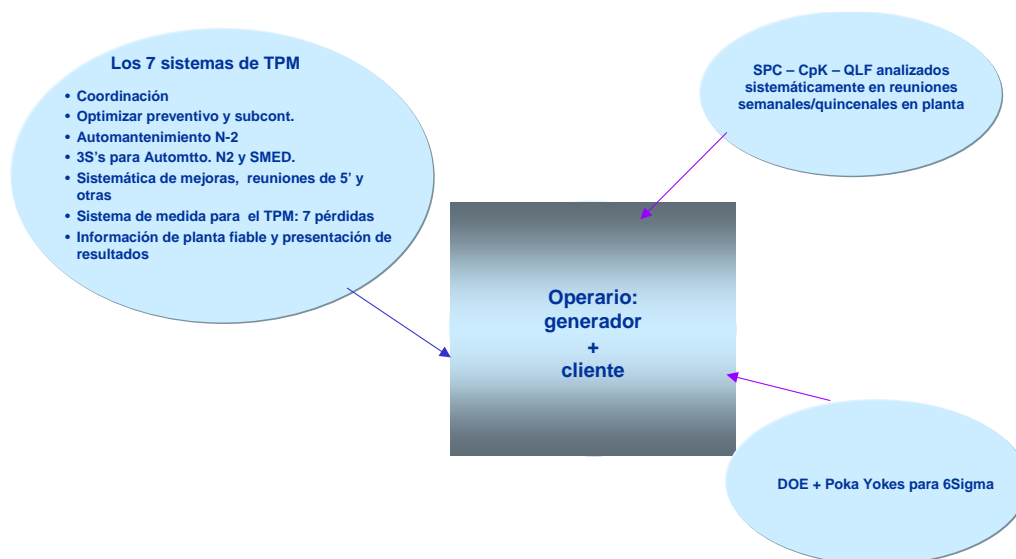 Los 7 sistemas de TPM
• Coordinación
• Optimizar preventivo y subcont.
• Automantenimiento N-2
• 3S's para Automtto. N2 y SMED.
• Sistemática de mejoras, reuniones de 5' y
otras
• Sistema de medida para el TPM: 7 pérdidas
• Información de planta fiable y presentación de
resultados
SPC – CpK – QLF analizados
sistemáticamente en reuniones
semanales/quincenales en planta
Operario:
generador
+
cliente
DOE + Poka Yokes para 6Sigma